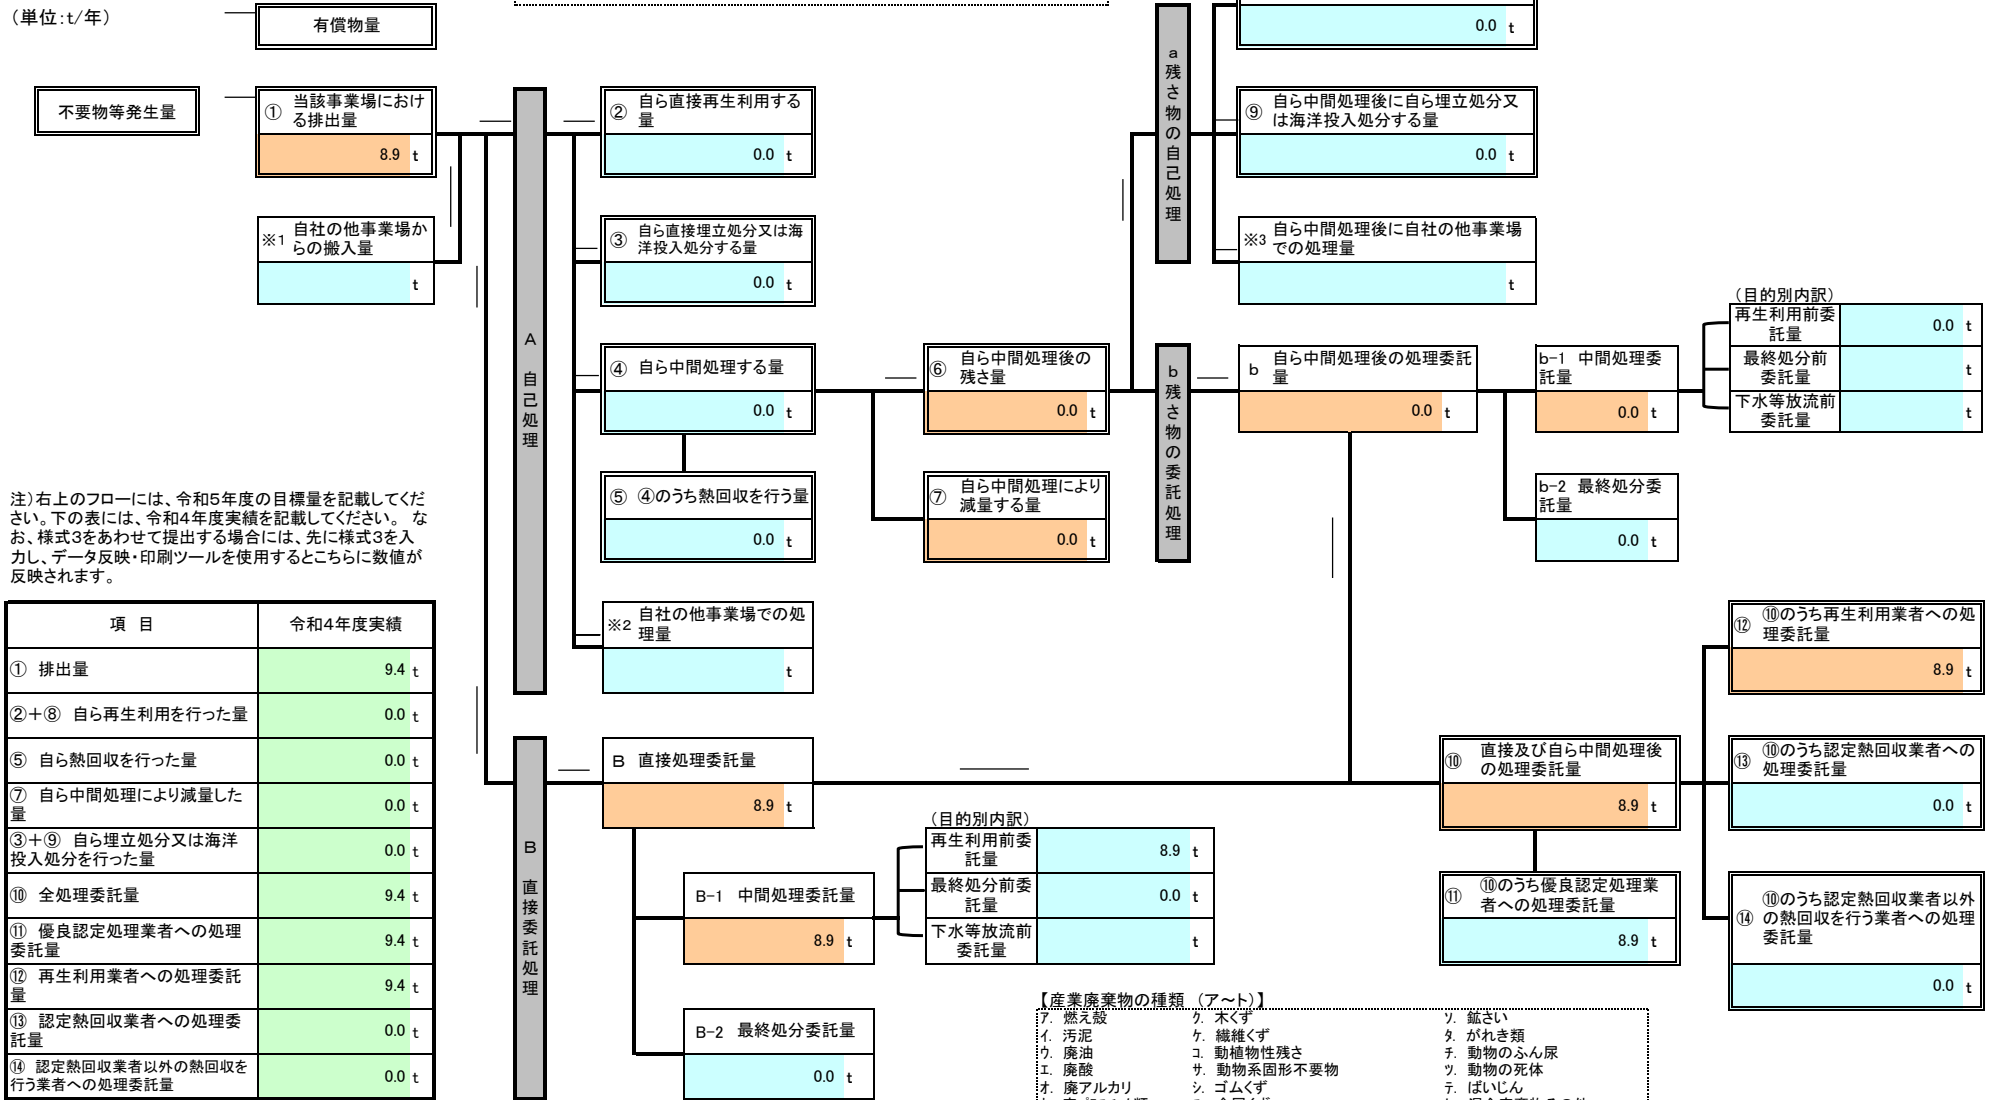 （単位:t/年）
有償物量
不要物等発生量
① 当該事業場におけ
る排出量
8.9 t
※1 自社の他事業場か
らの搬入量
t
A 自己処理
② 自ら直接再生利用する
量
0.0 t
③ 自ら直接埋立処分又は海
洋投入処分する量
0.0 t
④ 自ら中間処理する量
0.0 t
⑤ ④のうち熱回収を行う量
0.0 t
※2 自社の他事業場での処
理量
t
⑥ 自ら中間処理後の
残さ量
0.0 t
⑦ 自ら中間処理により
減量する量
0.0 t
a 残さ物の自己処理
0.0 t
⑨ 自ら中間処理後に自ら埋立処分又
は海洋投入処分する量
0.0 t
※3 自ら中間処理後に自社の他事業場
での処理量
t
b 残さ物の委託処理
b 自ら中間処理後の処理委託
量
0.0 t
b-1 中間処理委
託量
0.0 t
b-2 最終処分委
託量
0.0 t
（目的別内訳）
再生利用前委
託量
0.0 t
最終処分前
委託量
t
下水等放流前
委託量
t
注）右上のフローには、令和5年度の目標量を記載してくだ
さい。下の表には、令和4年度実績を記載してください。 な
お、様式3をあわせて提出する場合には、先に様式3を入
力し、データ反映・印刷ツールを使用するとこちらに数値が
反映されます。
項 目 令和4年度実績
① 排出量 9.4 t
②＋⑧ 自ら再生利用を行った量 0.0 t
⑤ 自ら熱回収を行った量 0.0 t
⑦ 自ら中間処理により減量した
量 0.0 t
③＋⑨ 自ら埋立処分又は海洋
投入処分を行った量 0.0 t
⑩ 全処理委託量 9.4 t
⑪ 優良認定処理業者への処理
委託量 9.4 t
⑫ 再生利用業者への処理委託
量 9.4 t
⑬ 認定熱回収業者への処理委
託量 0.0 t
⑭ 認定熱回収業者以外の熱回収を
行う業者への処理委託量 0.0 t
B 直接委託処理
B 直接処理委託量
8.9 t
B-1 中間処理委託量
8.9 t
B-2 最終処分委託量
0.0 t
（目的別内訳）
再生利用前委
託量
8.9 t
最終処分前委
託量
0.0 t
下水等放流前
委託量
t
⑩ 直接及び自ら中間処理後
の処理委託量
8.9 t
⑪ ⑩のうち優良認定処理業
者への処理委託量
8.9 t
⑫ ⑩のうち再生利用業者への処
理委託量
8.9 t
⑬ ⑩のうち認定熱回収業者への
処理委託量
0.0 t
⑭ ⑩のうち認定熱回収業者以外
の熱回収を行う業者への処理
委託量
0.0 t
【産業廃棄物の種類 （ア～ト）】
ア. 燃え殻 ク. 木くず ソ. 鉱さい
イ. 汚泥 ケ. 繊維くず タ. がれき類
ウ. 廃油 コ. 動植物性残さ チ. 動物のふん尿
エ. 廃酸 サ. 動物系固形不要物 ツ. 動物の死体
オ. 廃アルカリ シ. ゴムくず テ. ばいじん